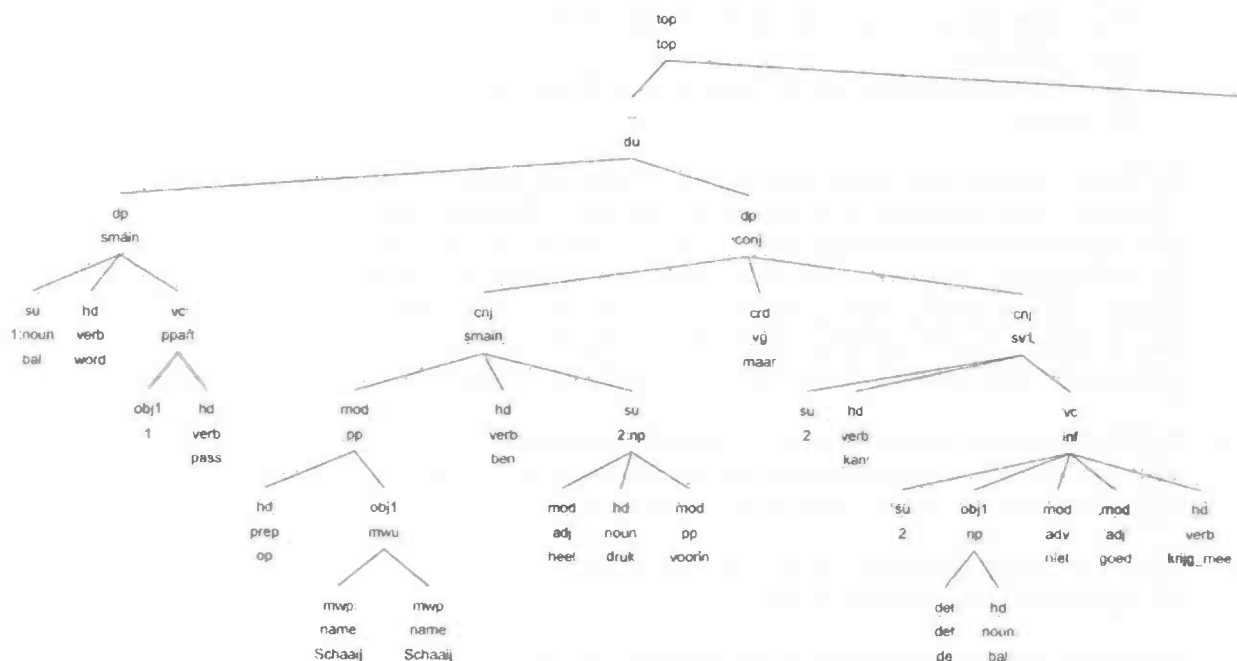 top
top
--
du
dp dp
smain conj
su hd vc cnj crd cnj
1:noun verb ppart smain vg sv1
bal word maar
obj1 hd mod hd su su hd vc
1 verb pp verb 2:np 2 verb inf
pass ben kan
hd obj1 mod hd mod su obj1 mod mod hd
prep mwu adj noun pp 2 np adv adj verb
op heel druk voorin niet goed krijg_mee
mwp mwp det hd
name name det noun
Schaaij Schaaij de bal